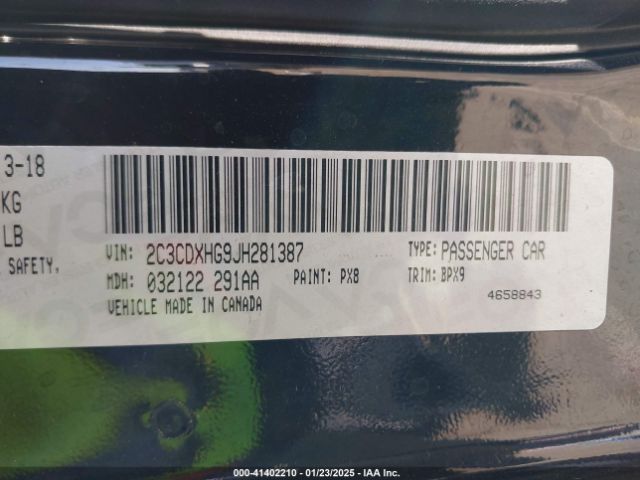 3-18
KG
LB
SAFETY,
VIN: 2C3CDXHG9JH281387 TYPE: PASSENGER CAR
MDH: 032122 291AA PAINT: PX8 TRIM: BPX9
VEHICLE MADE IN CANADA 4658843
000-41402210 - 01/23/2025 - IAA Inc.